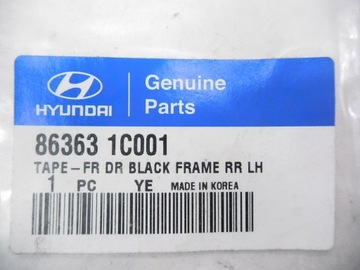 HYUNDAI
Genuine
Parts
86363 1C001
TAPE-FR DR BLACK FRAME RR LH
1 PC YE MADE IN KOREA